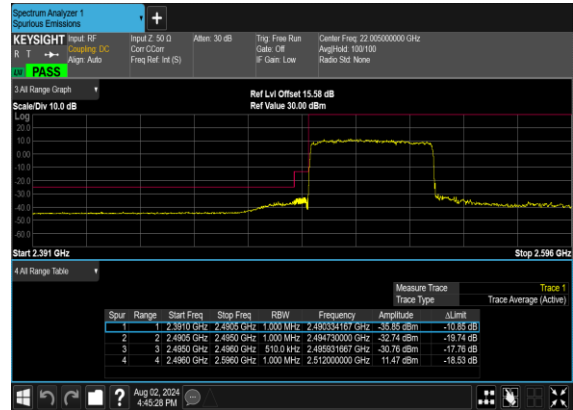 Spectrum Analyzer 1
Spurious Emissions
KEYSIGHT Input: RF Input Z: 50 Ω Atten: 30 dB Trig: Free Run Center Freq: 22.005000000 GHz
R T Coupling: DC Corr CCorr Gate: Off Avg|Hold: 100/100
Align: Auto Freq Ref: Int (S) IF Gain: Low Radio Std: None
LW PASS
3 All Range Graph
Ref Lvl Offset 15.58 dB
Scale/Div 10.0 dB Ref Value 30.00 dBm
Log
20.0
10.0
0.00
-10.0
-20.0
-30.0
-40.0
-50.0
-60.0
Start 2.391 GHz Stop 2.596 GHz
4 All Range Table
Measure Trace Trace 1
Trace Type Trace Average (Active)
Spur Range Start Freq Stop Freq RBW Frequency Amplitude ΔLimit
1 1 2.3910 GHz 2.4905 GHz 1.000 MHz 2.490334167 GHz -35.85 dBm -10.85 dB
2 2 2.4905 GHz 2.4950 GHz 1.000 MHz 2.494730000 GHz -32.74 dBm -19.74 dB
3 3 2.4950 GHz 2.4960 GHz 510.0 kHz 2.495931667 GHz -30.76 dBm -17.76 dB
4 4 2.4960 GHz 2.5960 GHz 1.000 MHz 2.512000000 GHz 11.47 dBm -18.53 dB
? Aug 02, 2024
4:45:28 PM